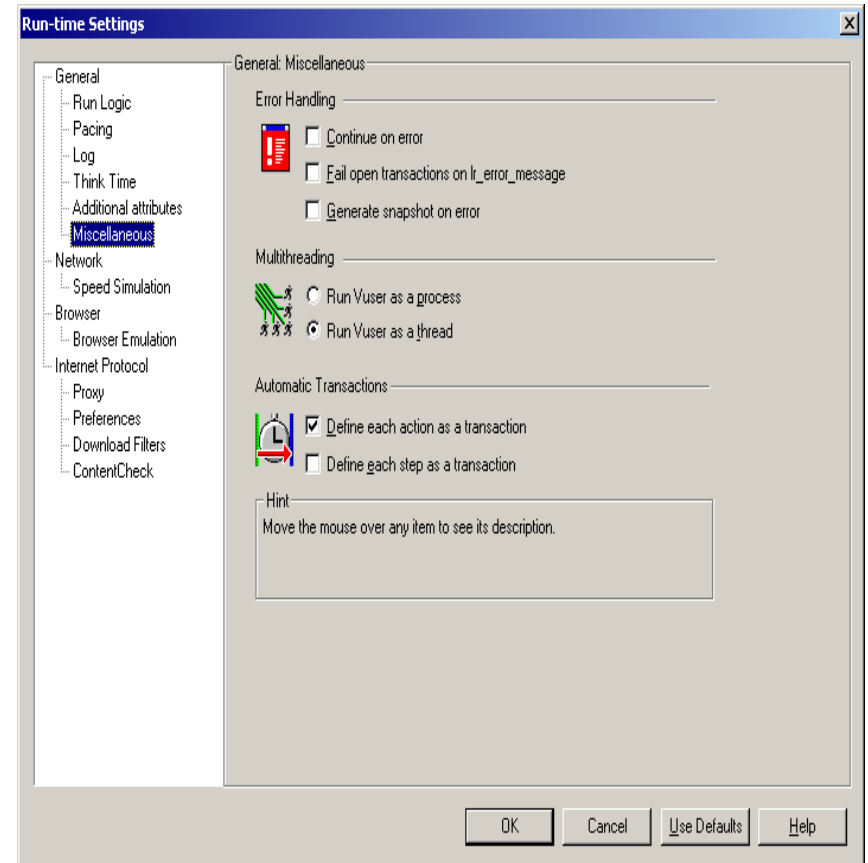 Run-time Settings
General
Run Logic
Pacing
Log
Think Time
Additional attributes
Miscellaneous
Network
Speed Simulation
Browser
Browser Emulation
Internet Protocol
Proxy
Preferences
Download Filters
ContentCheck
General: Miscellaneous
Error Handling
Continue on error
Fail open transactions on lr_error_message
Generate snapshot on error
Multithreading
Run Vuser as a process
Run Vuser as a thread
Automatic Transactions
Define each action as a transaction
Define each step as a transaction
Hint
Move the mouse over any item to see its description.
OK
Cancel
Use Defaults
Help